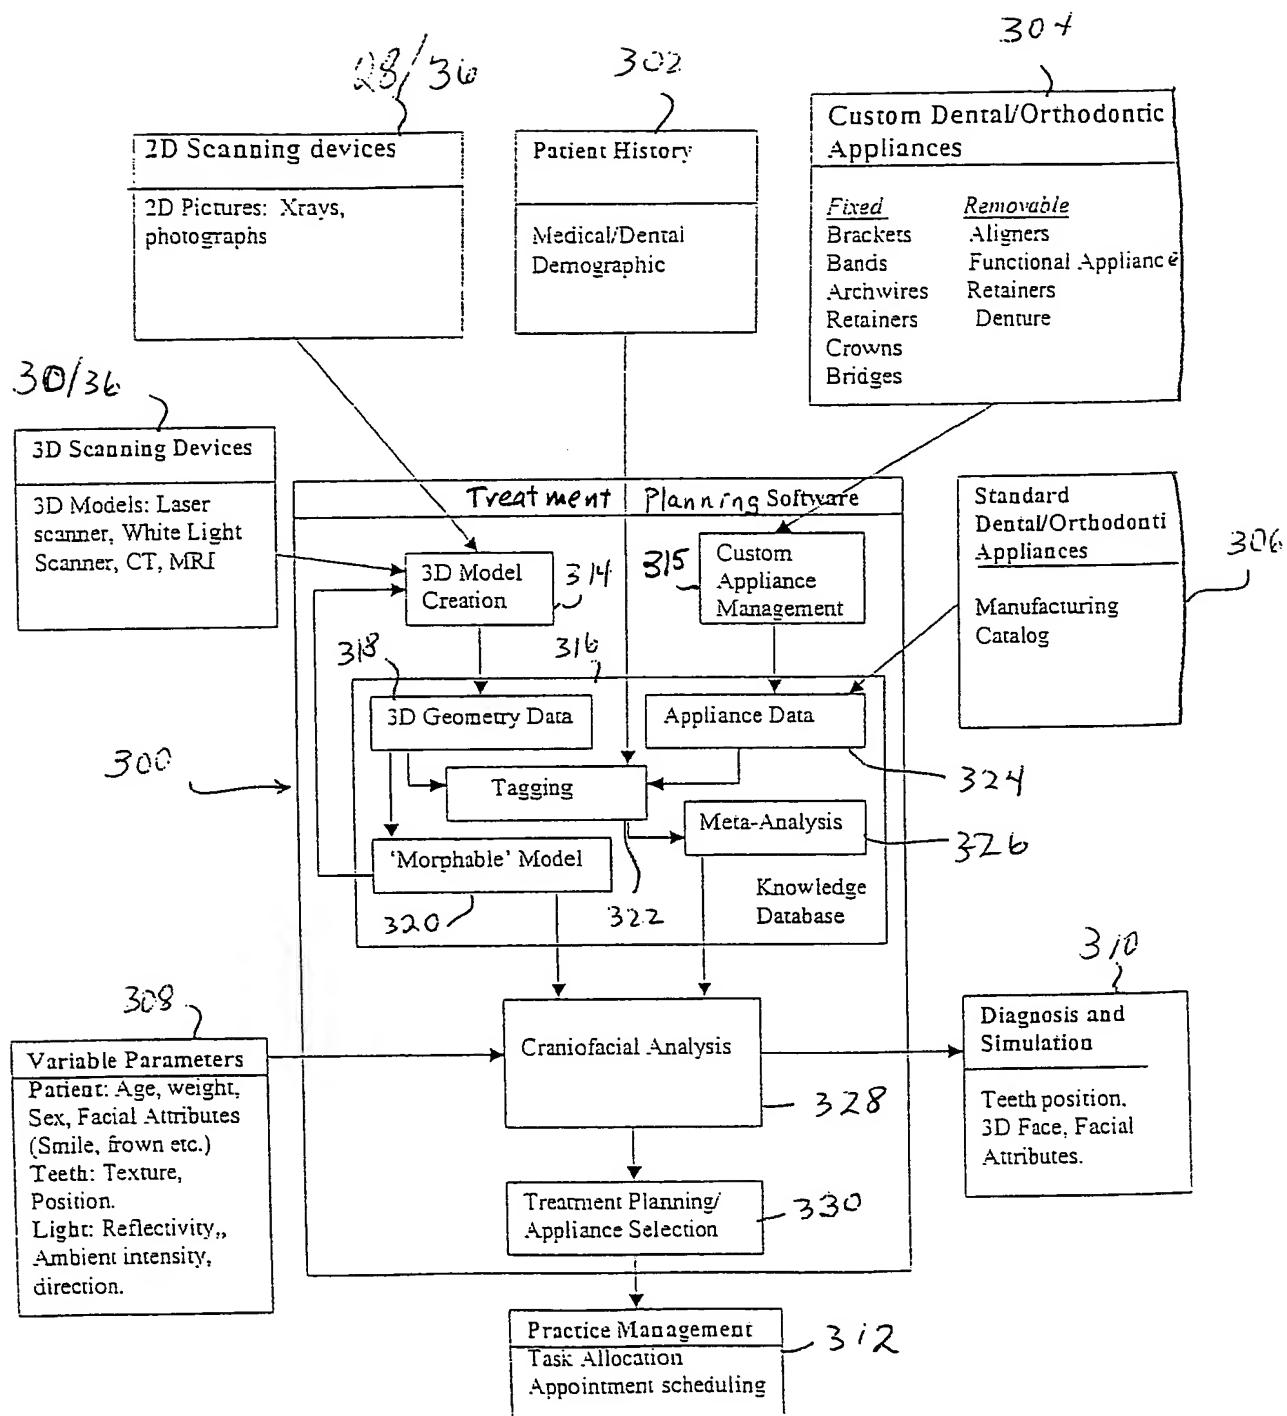 28/36
302
304
2D Scanning devices
2D Pictures: Xrays,
photographs
Patient History
Medical/Dental
Demographic
Custom Dental/Orthodontic
Appliances
Fixed Removable
Brackets Aligners
Bands Functional Appliance
Archwires Retainers
Retainers Denture
Crowns
Bridges
30/36
3D Scanning Devices
3D Models: Laser
scanner, White Light
Scanner, CT, MRI
Treatment Planning Software
3D Model
Creation
314
315
Custom
Appliance
Management
Standard
Dental/Orthodonti
Appliances
Manufacturing
Catalog
306
318
316
3D Geometry Data
Appliance Data
300
Tagging
324
Meta-Analysis
326
'Morphable' Model
320
322
Knowledge
Database
308
Variable Parameters
Patient: Age, weight,
Sex, Facial Attributes
(Smile, frown etc.)
Teeth: Texture,
Position.
Light: Reflectivity,,
Ambient intensity,
direction.
Craniofacial Analysis
328
310
Diagnosis and
Simulation
Teeth position,
3D Face, Facial
Attributes.
Treatment Planning/
Appliance Selection
330
Practice Management
Task Allocation
Appointment scheduling
312